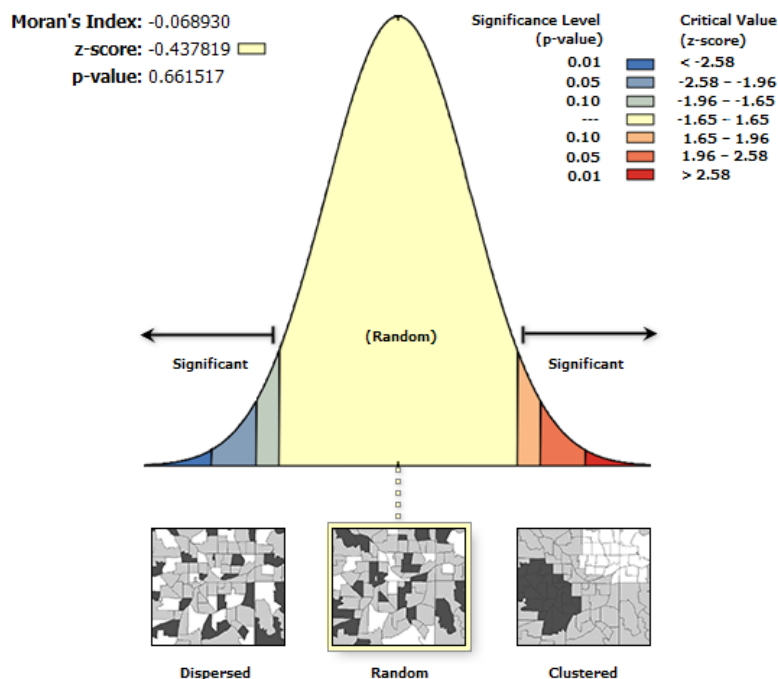 Moran's Index: -0.068930
z-score: -0.437819
p-value: 0.661517
Significance Level
(p-value)
Critical Value
(z-score)
0.01 < -2.58
0.05 -2.58 – -1.96
0.10 -1.96 – -1.65
--- -1.65 – 1.65
0.10 1.65 – 1.96
0.05 1.96 – 2.58
0.01 > 2.58
(Random)
Significant
Significant
Dispersed
Random
Clustered